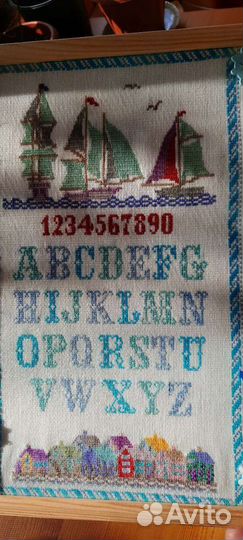 1234567890
ABCDEFG
HIJKLMN
OPQRSTU
VWXYZ
Avito